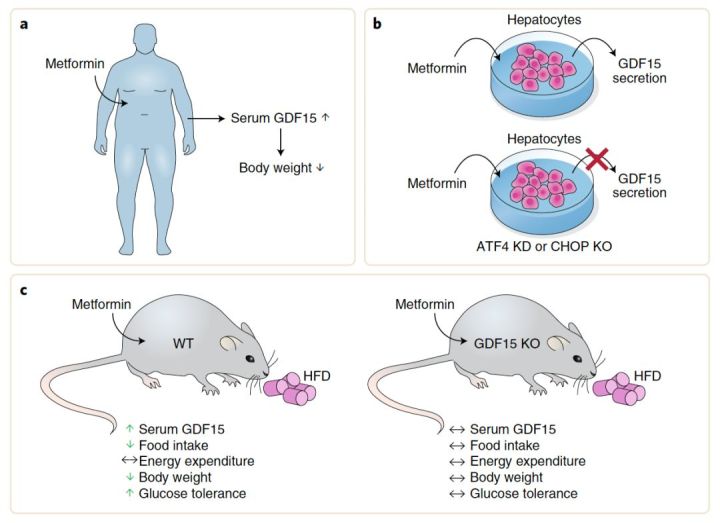 a
Metformin
Serum GDF15 ↑
Body weight ↓
b
Hepatocytes
Metformin
GDF15
secretion
Hepatocytes
Metformin
GDF15
secretion
ATF4 KD or CHOP KO
c
Metformin
WT
HFD
↑ Serum GDF15
↓ Food intake
↔ Energy expenditure
↓ Body weight
↑ Glucose tolerance
Metformin
GDF15 KO
HFD
↔ Serum GDF15
↔ Food intake
↔ Energy expenditure
↔ Body weight
↔ Glucose tolerance